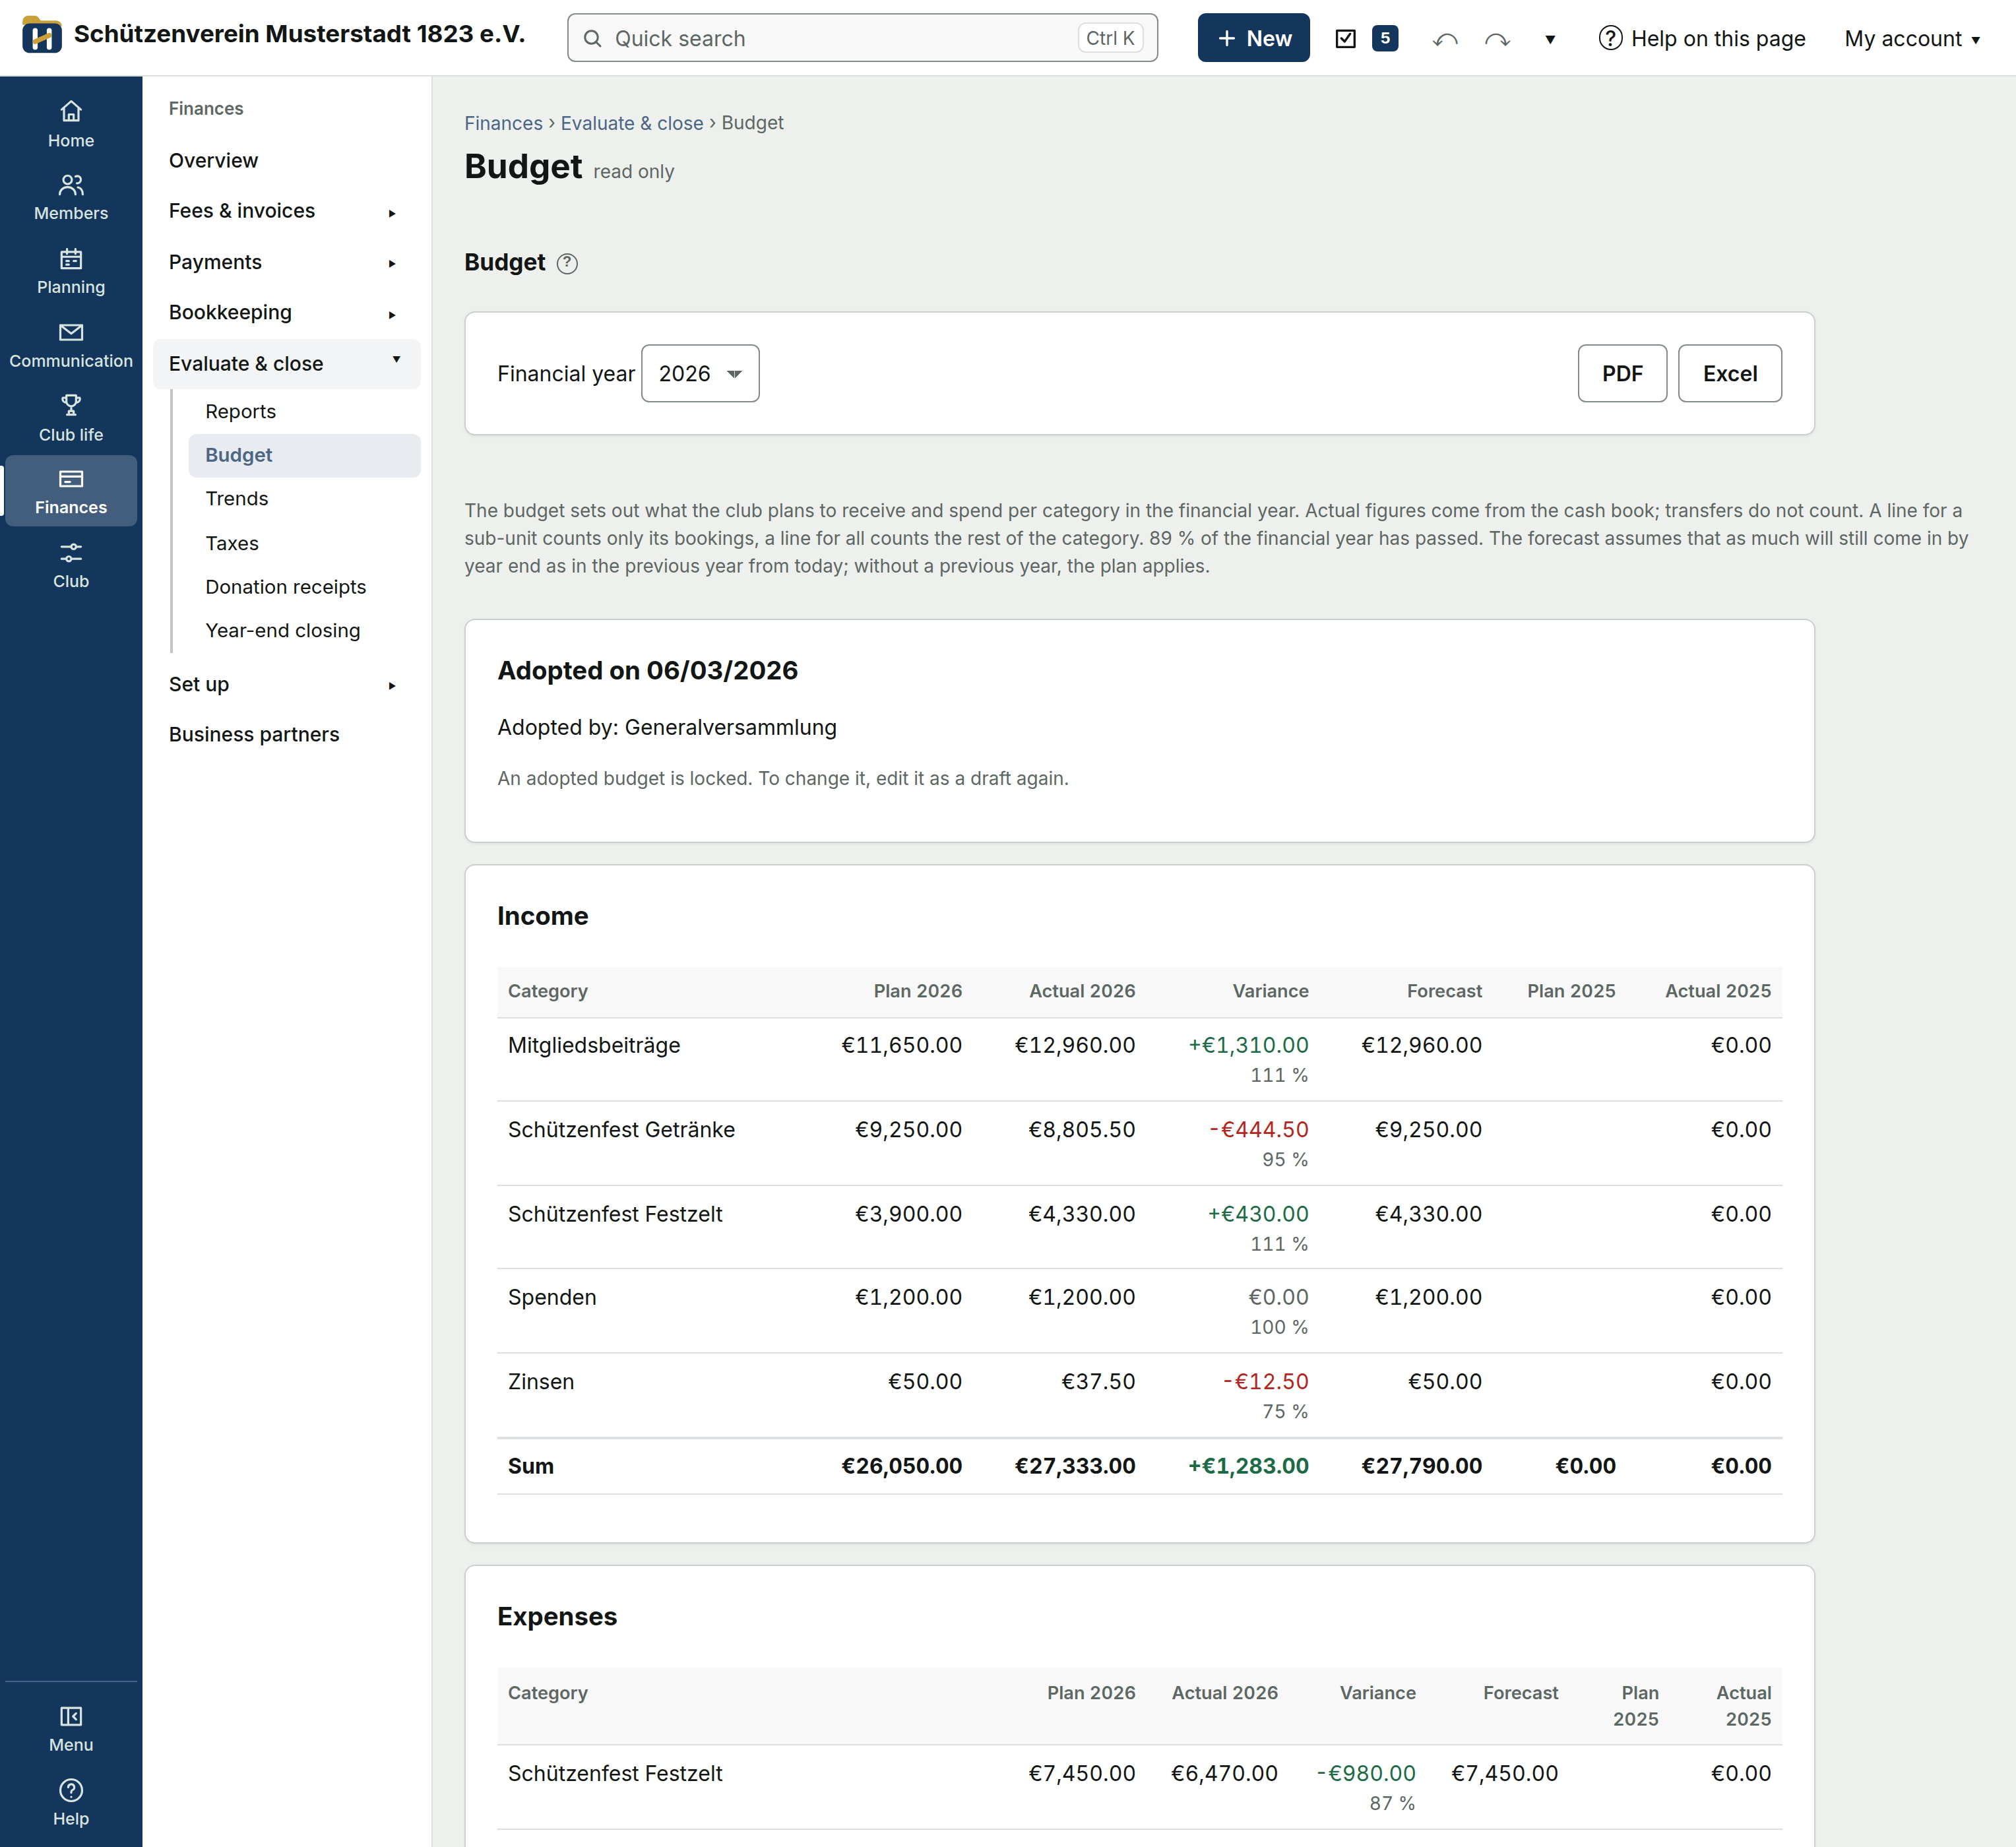 Schützenverein Musterstadt 1823 e.V.
Quick search
Ctrl K
+ New
5
? Help on this page
My account
Home
Members
Planning
Communication
Club life
Finances
Club
Menu
Help
Finances
Overview
Fees & invoices
Payments
Bookkeeping
Evaluate & close
Reports
Budget
Trends
Taxes
Donation receipts
Year-end closing
Set up
Business partners
Finances › Evaluate & close › Budget
Budget read only
Budget ?
Financial year 2026
PDF
Excel
The budget sets out what the club plans to receive and spend per category in the financial year. Actual figures come from the cash book; transfers do not count. A line for a
sub-unit counts only its bookings, a line for all counts the rest of the category. 89 % of the financial year has passed. The forecast assumes that as much will still come in by
year end as in the previous year from today; without a previous year, the plan applies.
Adopted on 06/03/2026
Adopted by: Generalversammlung
An adopted budget is locked. To change it, edit it as a draft again.
Income
Category Plan 2026 Actual 2026 Variance Forecast Plan 2025 Actual 2025
Mitgliedsbeiträge €11,650.00 €12,960.00 +€1,310.00 €12,960.00 €0.00
111 %
Schützenfest Getränke €9,250.00 €8,805.50 -€444.50 €9,250.00 €0.00
95 %
Schützenfest Festzelt €3,900.00 €4,330.00 +€430.00 €4,330.00 €0.00
111 %
Spenden €1,200.00 €1,200.00 €0.00 €1,200.00 €0.00
100 %
Zinsen €50.00 €37.50 -€12.50 €50.00 €0.00
75 %
Sum €26,050.00 €27,333.00 +€1,283.00 €27,790.00 €0.00 €0.00
Expenses
Category Plan 2026 Actual 2026 Variance Forecast Plan 2025 Actual 2025
Schützenfest Festzelt €7,450.00 €6,470.00 -€980.00 €7,450.00 €0.00
87 %